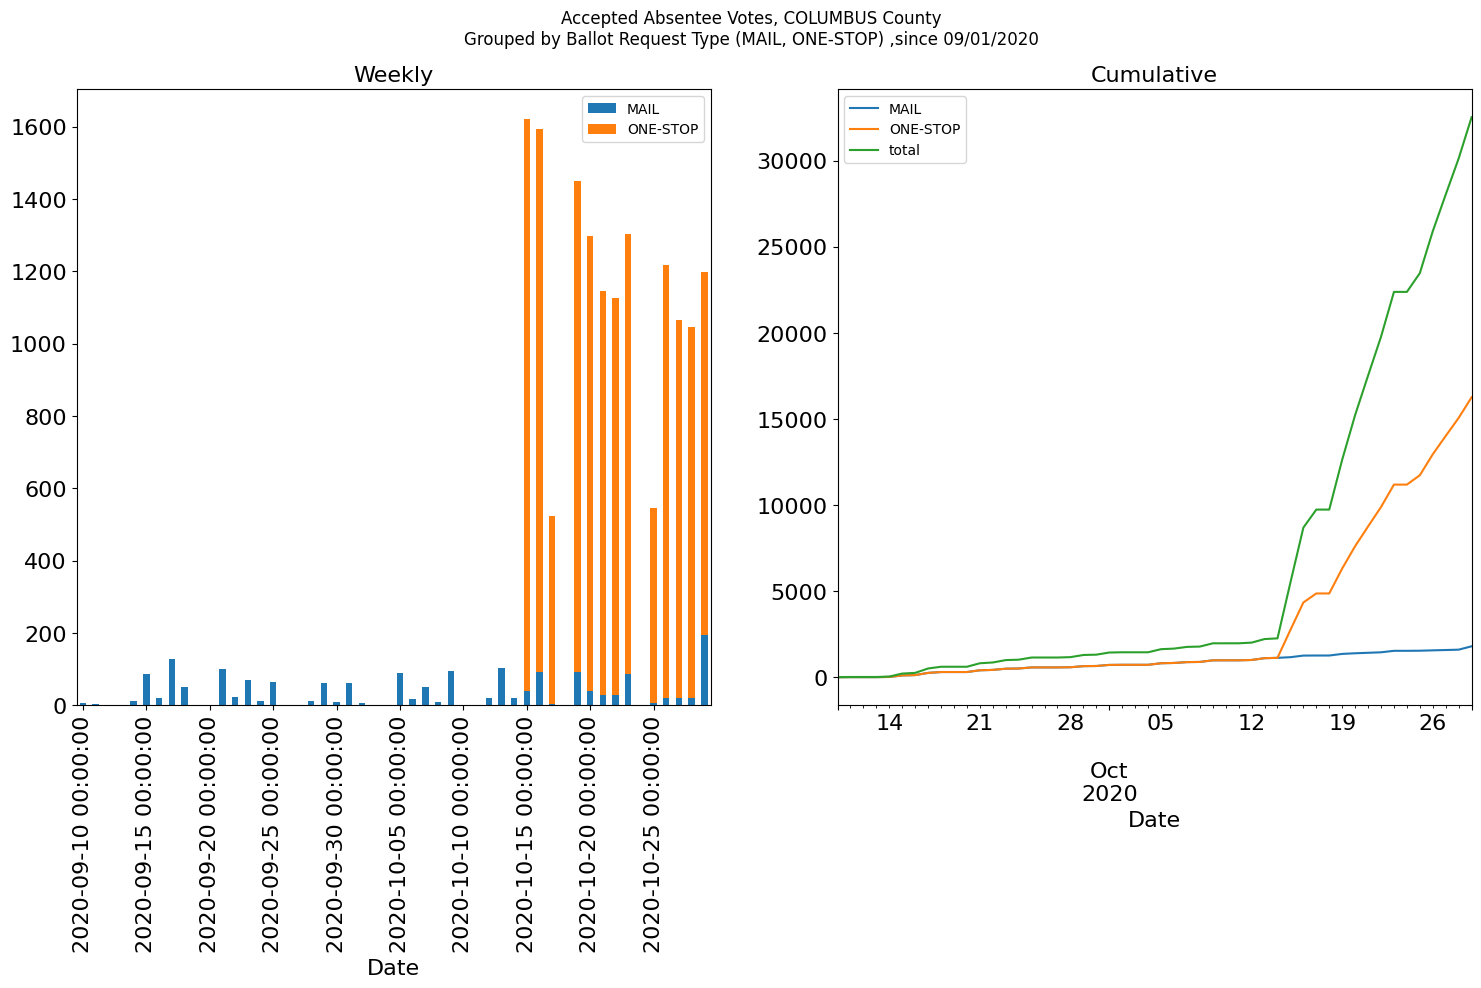 Accepted Absentee Votes, COLUMBUS County
Grouped by Ballot Request Type (MAIL, ONE-STOP) ,since 09/01/2020
Weekly
MAIL
ONE-STOP
1600
1400
1200
1000
800
600
400
200
0
2020-09-10 00:00:00
2020-09-15 00:00:00
2020-09-20 00:00:00
2020-09-25 00:00:00
2020-09-30 00:00:00
2020-10-05 00:00:00
2020-10-10 00:00:00
2020-10-15 00:00:00
2020-10-20 00:00:00
2020-10-25 00:00:00
Date
Cumulative
MAIL
ONE-STOP
total
30000
25000
20000
15000
10000
5000
0
14 21 28 05 12 19 26
Oct
2020
Date